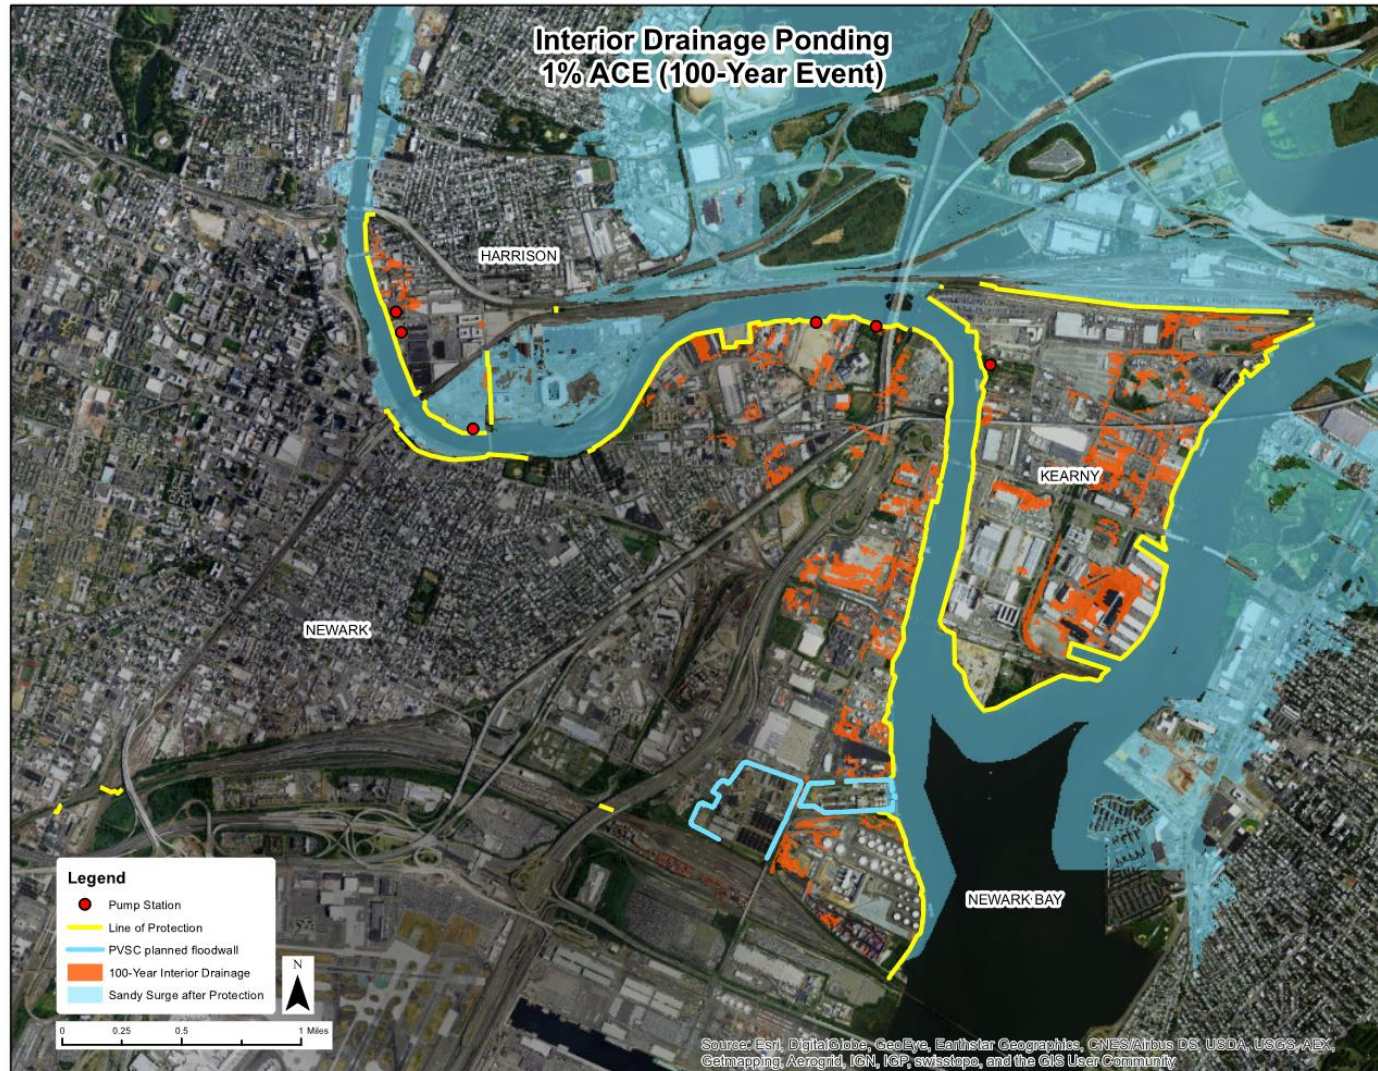 Interior Drainage Ponding
1% ACE (100-Year Event)
HARRISON
KEARNY
NEWARK
NEWARK BAY
Legend
Pump Station
Line of Protection
PVSC planned floodwall
100-Year Interior Drainage
Sandy Surge after Protection
N
0 0.25 0.5 1 Miles
Source: Esri, DigitalGlobe, GeoEye, Earthstar Geographics, CNES/Airbus DS, USDA, USGS, AEX,
Getmapping, Aerogrid, IGN, IGP, swisstopo, and the GIS User Community